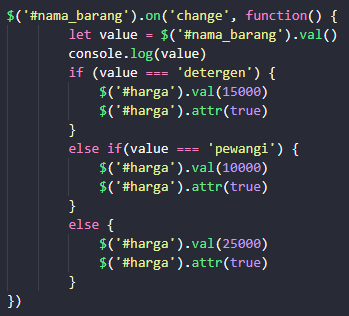 $('#nama_barang').on('change', function() {
let value = $('#nama_barang').val()
console.log(value)
if (value === 'detergen') {
$('#harga').val(15000)
$('#harga').attr(true)
}
else if(value === 'pewangi') {
$('#harga').val(10000)
$('#harga').attr(true)
}
else {
$('#harga').val(25000)
$('#harga').attr(true)
}
})